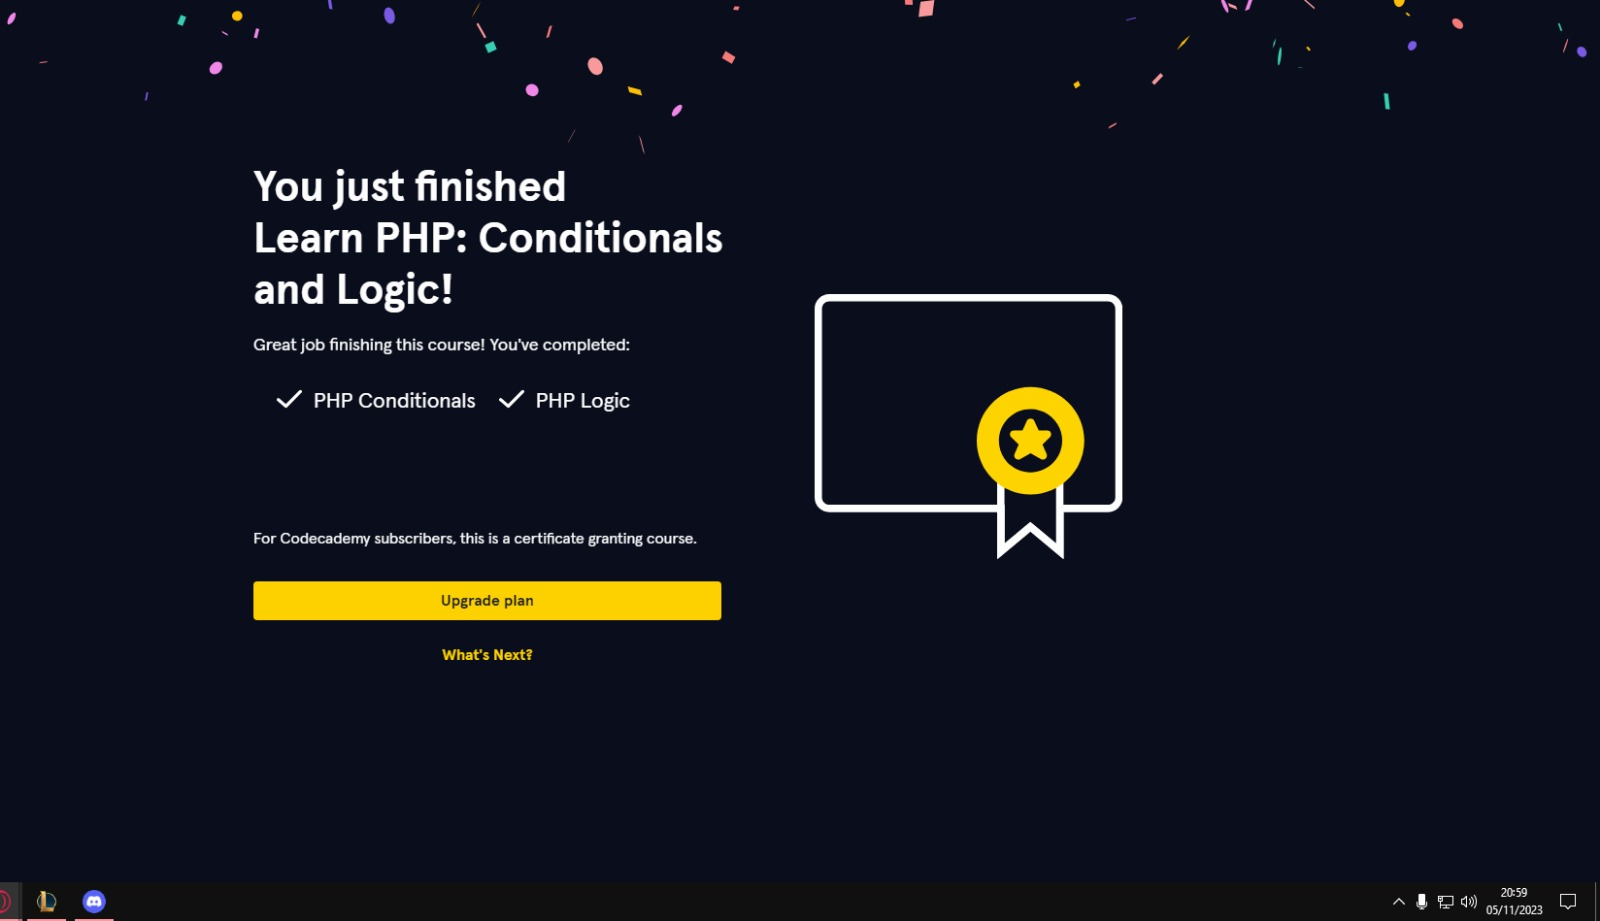 You just finished
Learn PHP: Conditionals
and Logic!
Great job finishing this course! You've completed:
PHP Conditionals PHP Logic
For Codecademy subscribers, this is a certificate granting course.
Upgrade plan
What's Next?
20:59
05/11/2023